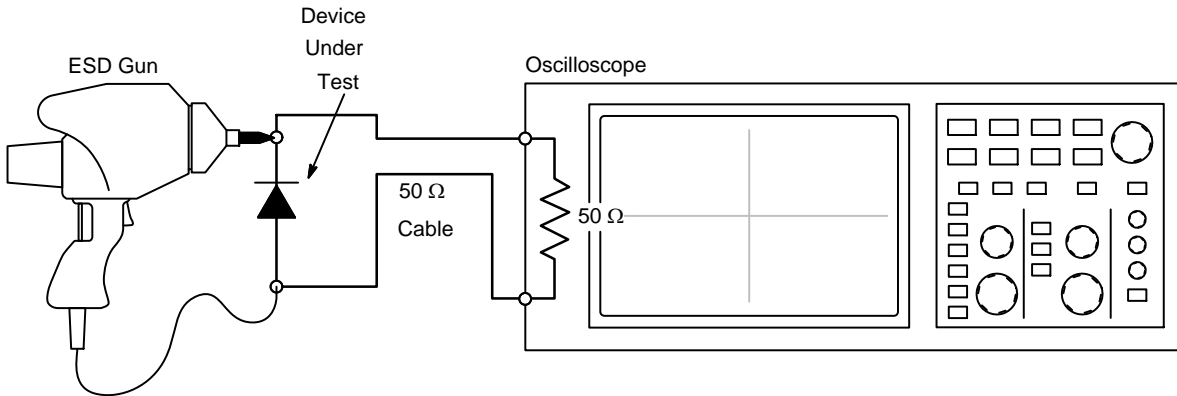 Device
Under
Test
ESD Gun
Oscilloscope
50 Ω
Cable
50 Ω